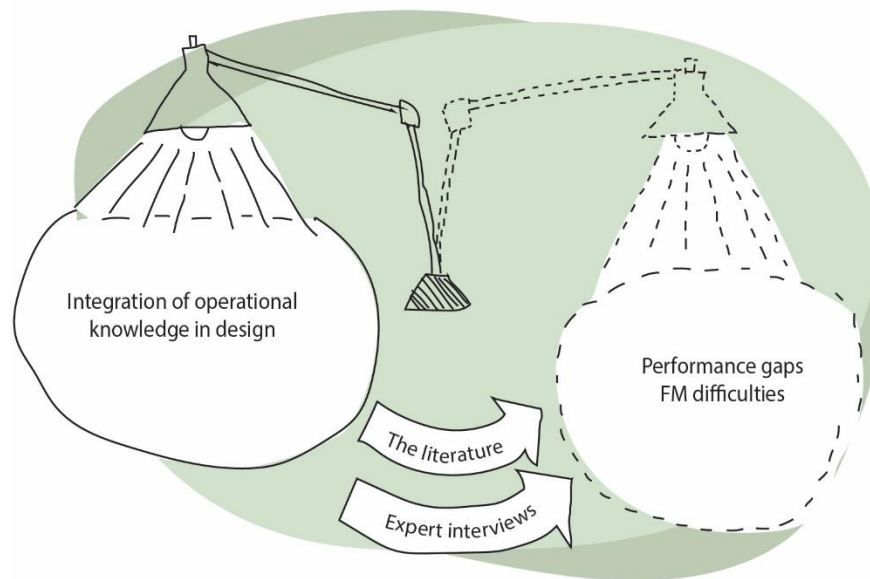 Integration of operational
knowledge in design
Performance gaps
FM difficulties
The literature
Expert interviews